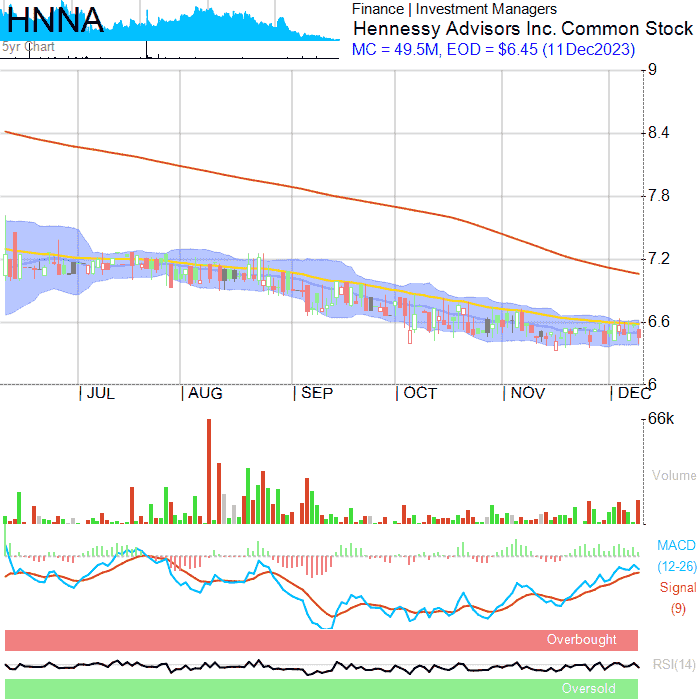 HNNA
5yr Chart
Finance | Investment Managers
Hennessy Advisors Inc. Common Stock
MC = 49.5M, EOD = $6.45 (11Dec2023)
9
8.4
7.8
7.2
6.6
6
JUL AUG SEP OCT NOV DEC
66k
Volume
MACD
(12-26)
Signal
(9)
Overbought
RSI(14)
Oversold